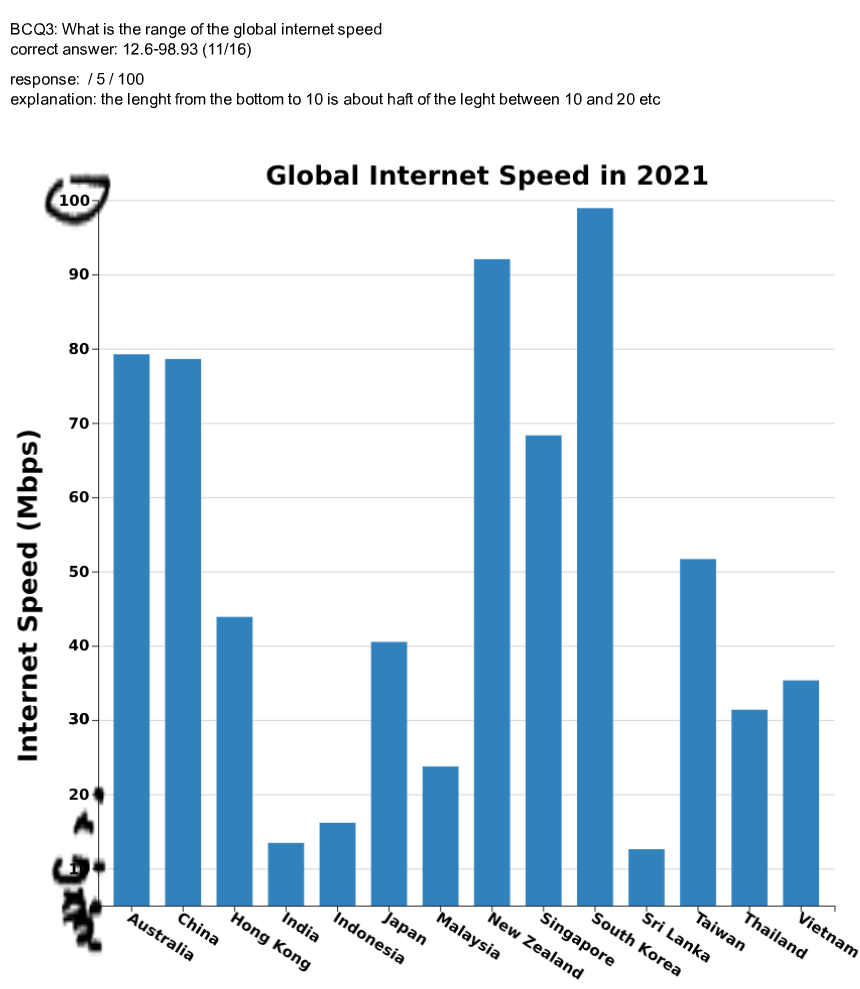 BCQ3: What is the range of the global internet speed
correct answer: 12.6-98.93 (11/16)
response: / 5 / 100
explanation: the lenght from the bottom to 10 is about haft of the leght between 10 and 20 etc
Global Internet Speed in 2021
100
90
80
70
60
50
40
30
20
Internet Speed (Mbps)
Australia
China
Hong Kong
India
Indonesia
Japan
Malaysia
New Zealand
Singapore
South Korea
Sri Lanka
Taiwan
Thailand
Vietnam